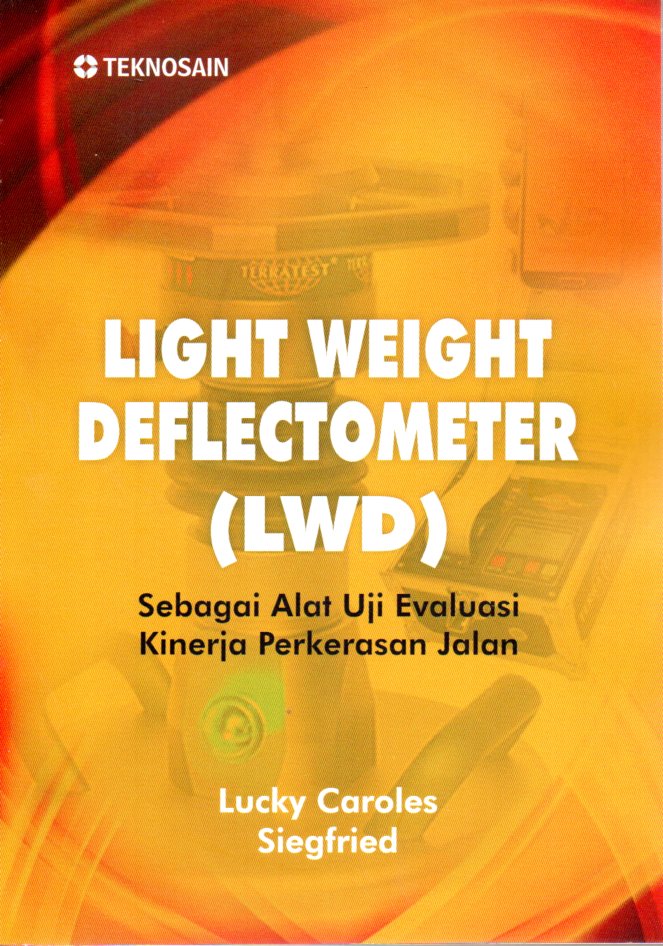 TEKNOSAIN
TERRATEST
LIGHT WEIGHT
DEFLECTOMETER
(LWD)
Sebagai Alat Uji Evaluasi
Kinerja Perkerasan Jalan
Lucky Caroles
Siegfried